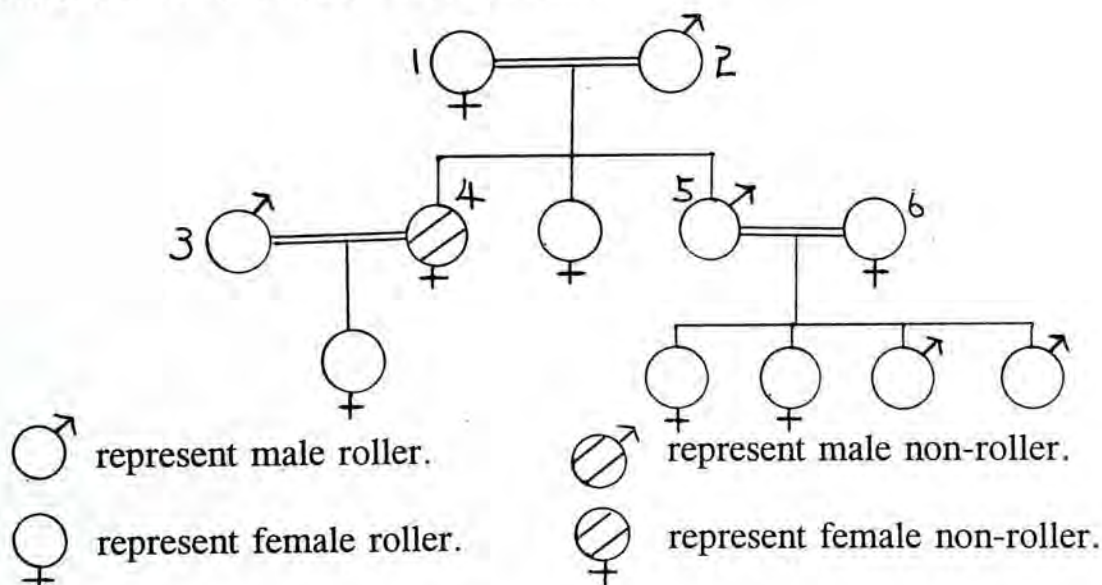 1
2
3
4
5
6
represent male roller.
represent male non-roller.
represent female roller.
represent female non-roller.